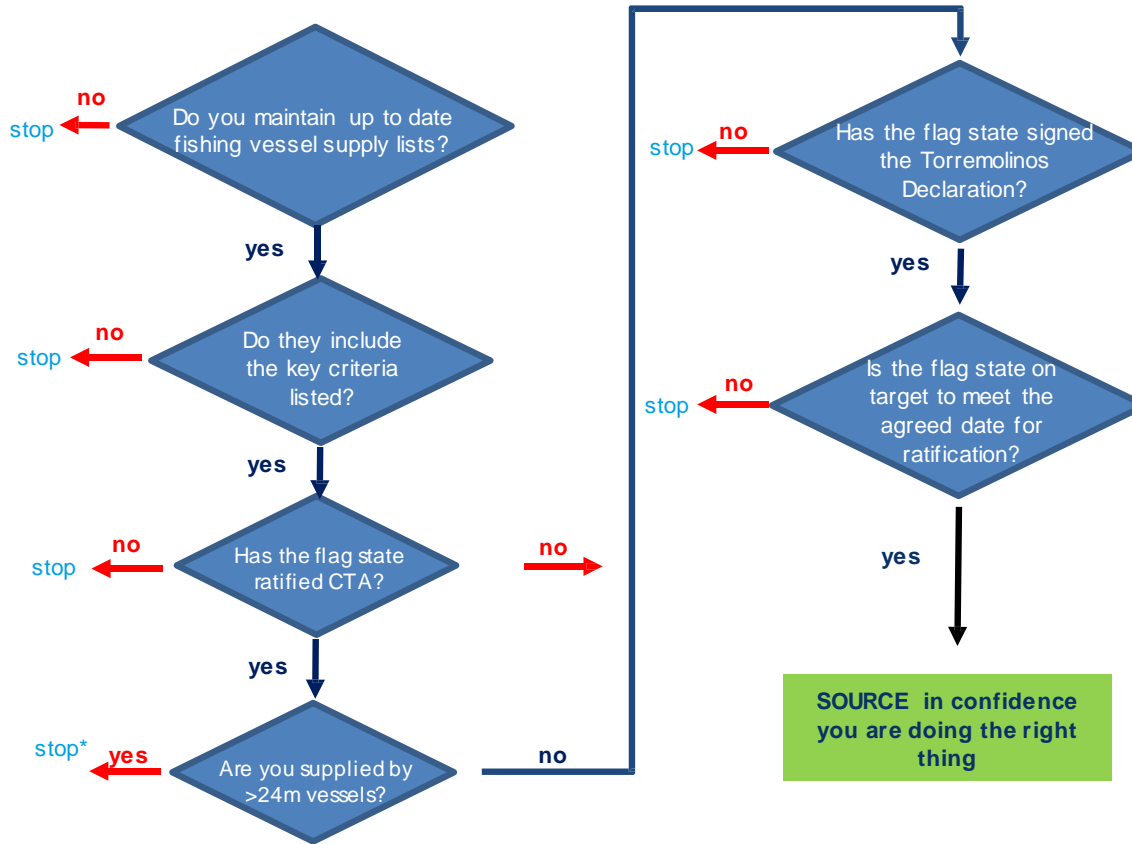 Do you maintain up to date
fishing vessel supply lists?
no
stop
yes
Do they include
the key criteria
listed?
no
stop
yes
Has the flag state
ratified CTA?
no
stop
no
yes
Are you supplied by
>24m vessels?
stop*
yes
no
Has the flag state signed
the Torremolinos
Declaration?
no
stop
yes
Is the flag state on
target to meet the
agreed date for
ratification?
no
stop
yes
SOURCE in confidence
you are doing the right
thing